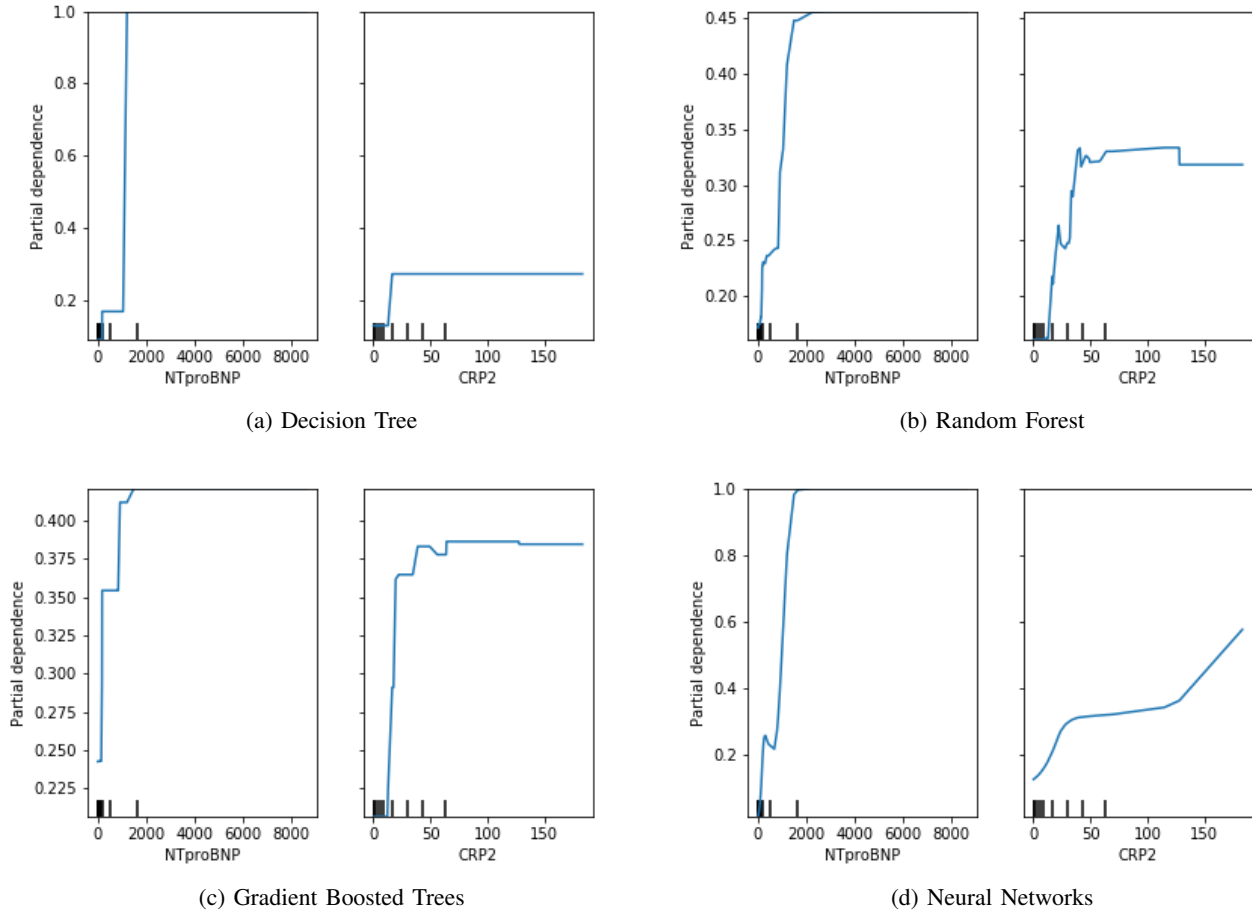 1.0
0.8
0.6
0.4
0.2
Partial dependence
0 2000 4000 6000 8000
NTproBNP
0 50 100 150
CRP2
(a) Decision Tree
0.45
0.40
0.35
0.30
0.25
0.20
Partial dependence
0 2000 4000 6000 8000
NTproBNP
0 50 100 150
CRP2
(b) Random Forest
0.400
0.375
0.350
0.325
0.300
0.275
0.250
0.225
Partial dependence
0 2000 4000 6000 8000
NTproBNP
0 50 100 150
CRP2
(c) Gradient Boosted Trees
1.0
0.8
0.6
0.4
0.2
Partial dependence
0 2000 4000 6000 8000
NTproBNP
0 50 100 150
CRP2
(d) Neural Networks